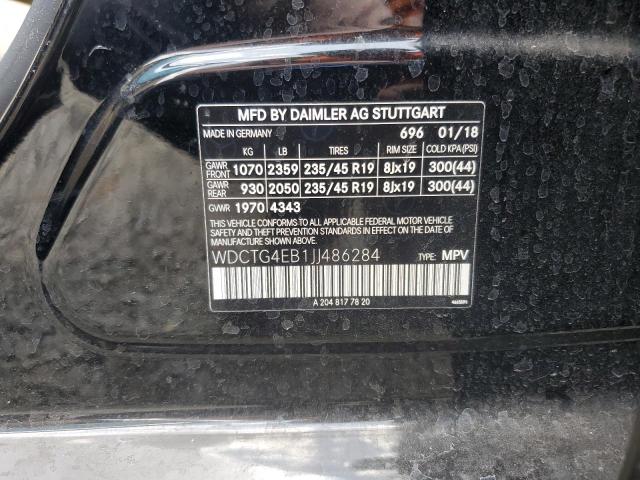 MFD BY DAIMLER AG STUTTGART
MADE IN GERMANY 696 01/18
KG LB TIRES RIM SIZE COLD KPA (PSI)
GAWR FRONT 1070 2359 235/45 R19 8Jx19 300(44)
GAWR REAR 930 2050 235/45 R19 8Jx19 300(44)
GVWR 1970 4343
THIS VEHICLE CONFORMS TO ALL APPLICABLE FEDERAL MOTOR VEHICLE
SAFETY STANDARDS IN EFFECT ON THE DATE OF
MANUFACTURE SHOWN ABOVE.
WDCTG4EB1JJ486284 TYPE: MPV
A 204 817 78 20